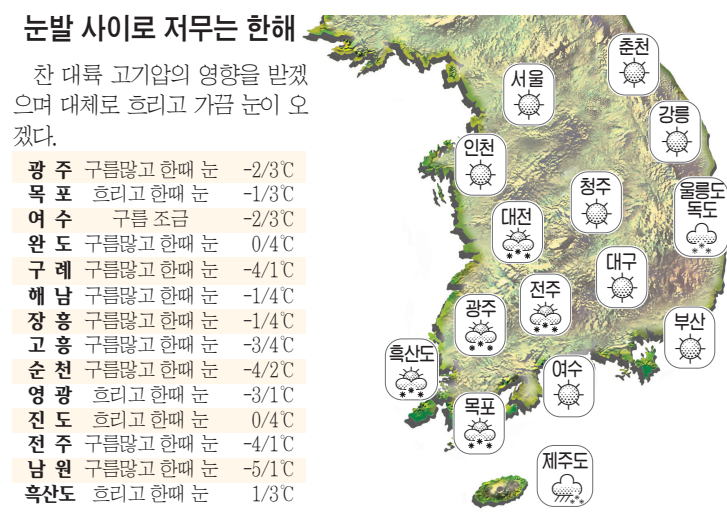 눈발 사이로 저무는 한해
찬 대륙 고기압의 영향을 받겠
으며 대체로 흐리고 가끔 눈이 오
겠다.
광 주 구름많고 한때 눈 -2/3℃
목 포 흐리고 한때 눈 -1/3℃
여 수 구름 조금 -2/3℃
완 도 구름많고 한때 눈 0/4℃
구 례 구름많고 한때 눈 -4/1℃
해 남 구름많고 한때 눈 -1/4℃
장 흥 구름많고 한때 눈 -1/4℃
고 흥 구름많고 한때 눈 -3/4℃
순 천 구름많고 한때 눈 -4/2℃
영 광 흐리고 한때 눈 -3/1℃
진 도 흐리고 한때 눈 0/4℃
전 주 구름많고 한때 눈 -4/1℃
남 원 구름많고 한때 눈 -5/1℃
흑산도 흐리고 한때 눈 1/3℃
춘천
서울
강릉
인천
청주
울릉도
독도
대전
대구
전주
광주
부산
흑산도
여수
목포
제주도